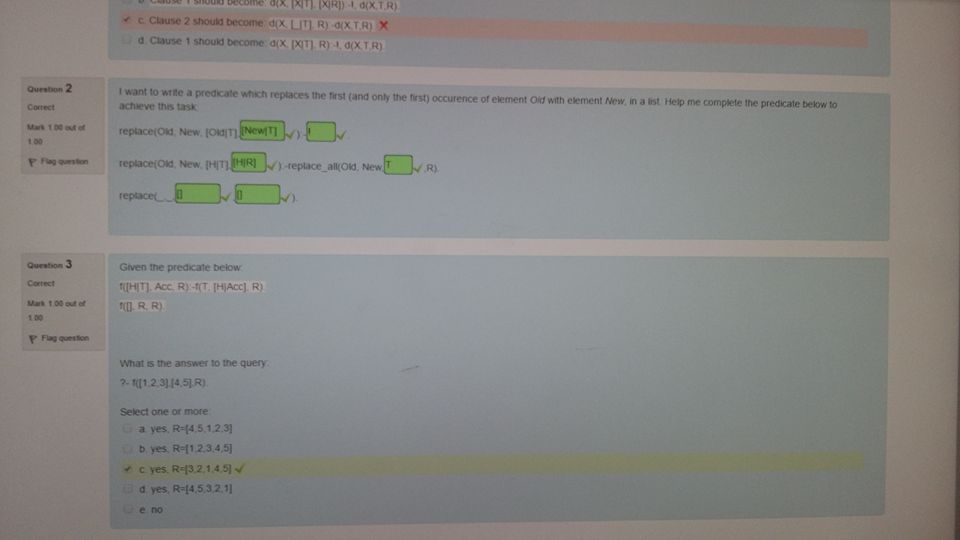 b. Clause 1 should become: d(X, [X|T], [X|R]) :-!, d(X,T,R)
c. Clause 2 should become: d(X, [_|T], R) :-d(X,T,R)
d. Clause 1 should become: d(X, [X|T], R) :-!, d(X,T,R)
Question 2
Correct
Mark 1.00 out of
1.00
Flag question
I want to write a predicate which replaces the first (and only the first) occurence of element Old with element New, in a list. Help me complete the predicate below to
achieve this task:
replace(Old, New, [Old|T], [New|T] ):- ! .
replace(Old, New, [H|T], [H|R] ):-replace_all(Old, New, T ,R).
replace(_,_, [] , [] ).
Question 3
Correct
Mark 1.00 out of
1.00
Flag question
Given the predicate below:
f([H|T], Acc, R):-f(T, [H|Acc], R).
f([], R, R).
What is the answer to the query:
?- f([1,2,3],[4,5],R).
Select one or more:
a. yes, R=[4,5,1,2,3]
b. yes, R=[1,2,3,4,5]
c. yes, R=[3,2,1,4,5]
d. yes, R=[4,5,3,2,1]
e. no